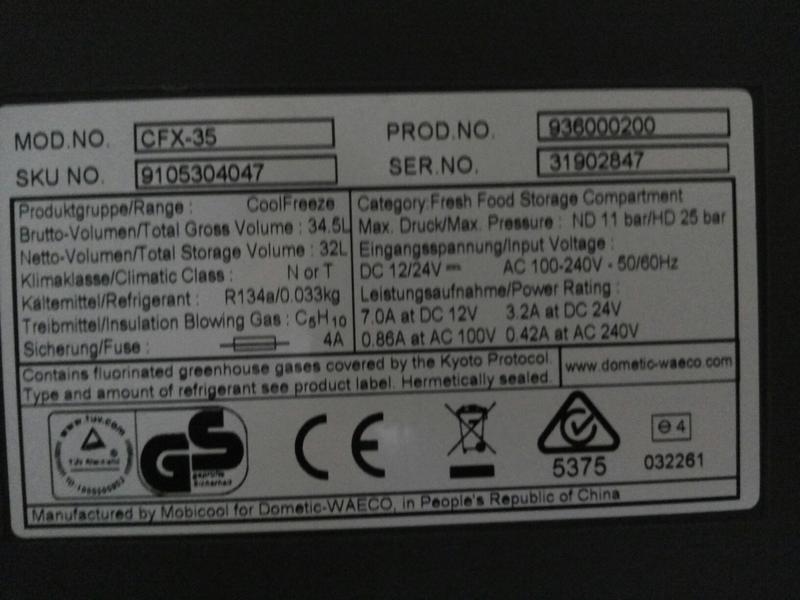 MOD.NO. CFX-35 PROD.NO. 936000200
SKU NO. 9105304047 SER.NO. 31902847
Produktgruppe/Range : CoolFreeze
Brutto-Volumen/Total Gross Volume : 34.5L
Netto-Volumen/Total Storage Volume : 32L
Klimaklasse/Climatic Class : N or T
Kältemittel/Refrigerant : R134a/0.033kg
Treibmittel/Insulation Blowing Gas : C5H10
Sicherung/Fuse : 4A
Category:Fresh Food Storage Compartment
Max. Druck/Max. Pressure : ND 11 bar/HD 25 bar
Eingangsspannung/Input Voltage :
DC 12/24V AC 100-240V - 50/60Hz
Leistungsaufnahme/Power Rating :
7.0A at DC 12V 3.2A at DC 24V
0.86A at AC 100V 0.42A at AC 240V
Contains fluorinated greenhouse gases covered by the Kyoto Protocol.
Type and amount of refrigerant see product label. Hermetically sealed.
www.dometic-waeco.com
www.tuv.com
GS
geprüfte
Sicherheit
CE
5375
e 4
032261
Manufactured by Mobicool for Dometic-WAECO, in People's Republic of China